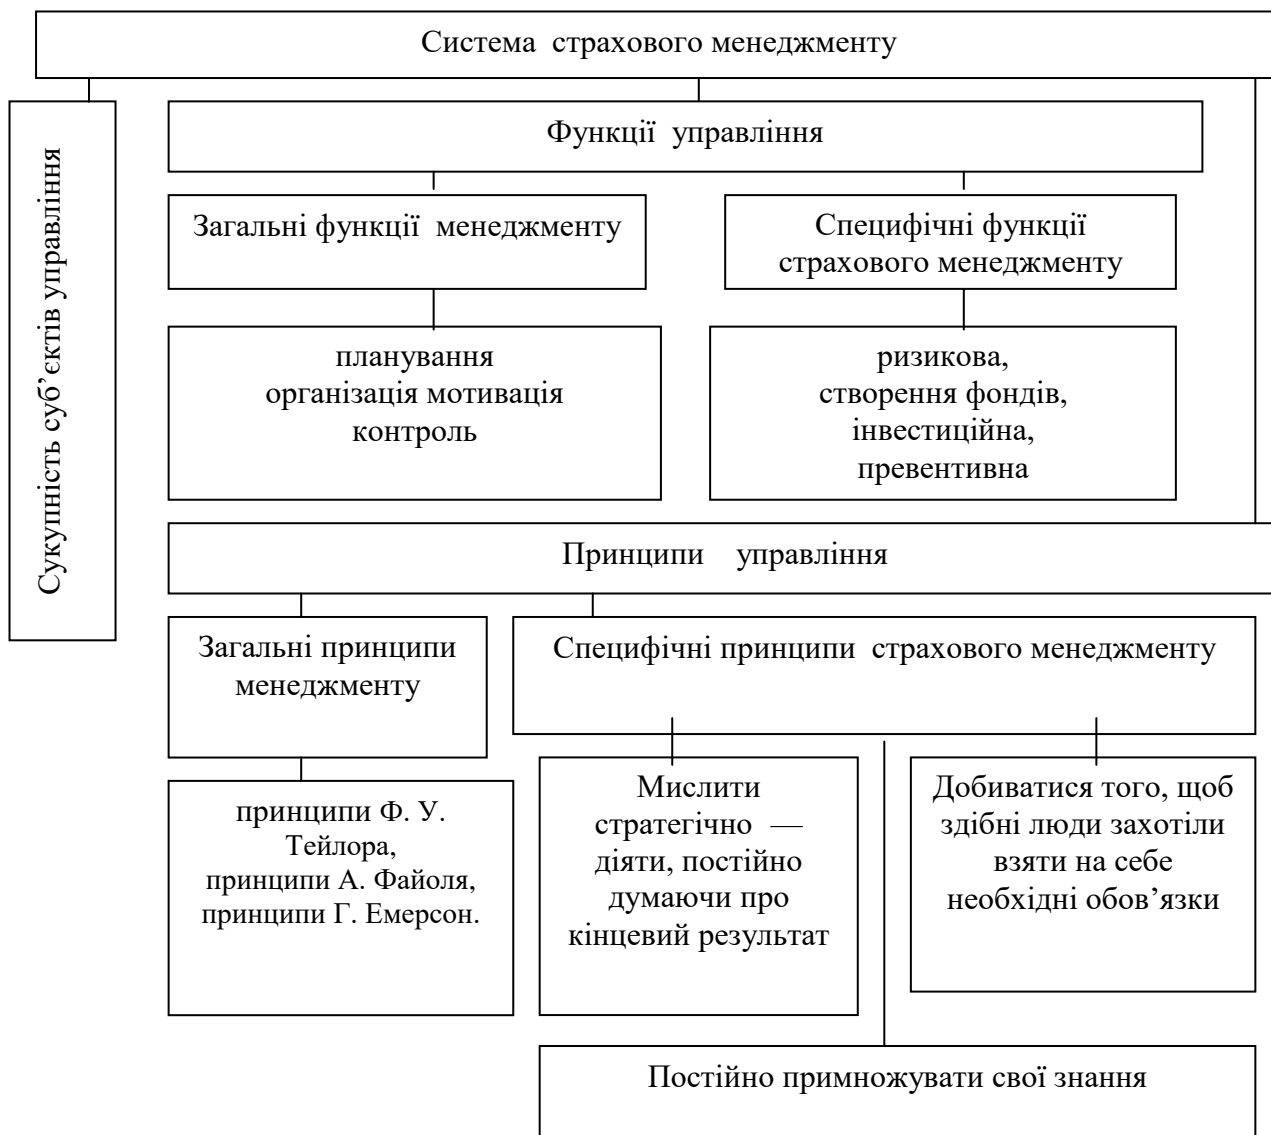 Система страхового менеджменту
Сукупність суб’єктів управління
Функції управління
Загальні функції менеджменту
Специфічні функції
страхового менеджменту
планування
організація мотивація
контроль
ризикова,
створення фондів,
інвестиційна,
превентивна
Принципи управління
Загальні принципи
менеджменту
Специфічні принципи страхового менеджменту
принципи Ф. У.
Тейлора,
принципи А. Файоля,
принципи Г. Емерсон.
Мислити
стратегічно —
діяти, постійно
думаючи про
кінцевий результат
Добиватися того, щоб
здібні люди захотіли
взяти на себе
необхідні обов’язки
Постійно примножувати свої знання